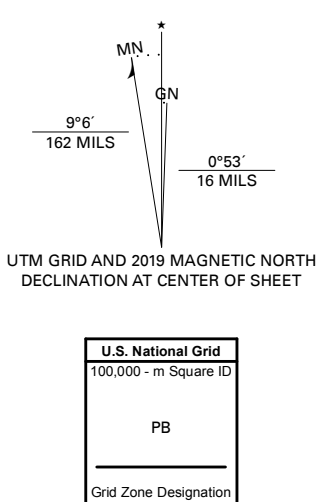 ★
MN
GN
9°6´
162 MILS
0°53´
16 MILS
UTM GRID AND 2019 MAGNETIC NORTH
DECLINATION AT CENTER OF SHEET
U.S. National Grid
100,000 - m Square ID
PB
Grid Zone Designation